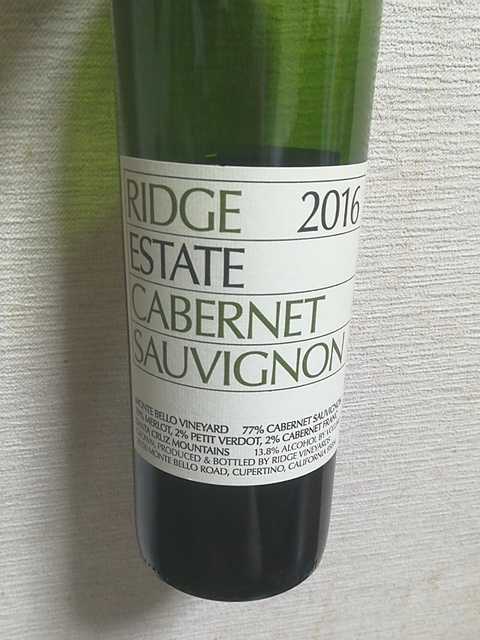 RIDGE 2016
ESTATE
CABERNET
SAUVIGNON
MONTE BELLO VINEYARD 77% CABERNET SAUVIGNON
MERLOT, 2% PETIT VERDOT, 2% CABERNET FRANC
SANTA CRUZ MOUNTAINS 13.8% ALCOHOL BY
GROWN, PRODUCED & BOTTLED BY RIDGE VINEYARDS
MONTE BELLO ROAD, CUPERTINO, CALIFORNIA